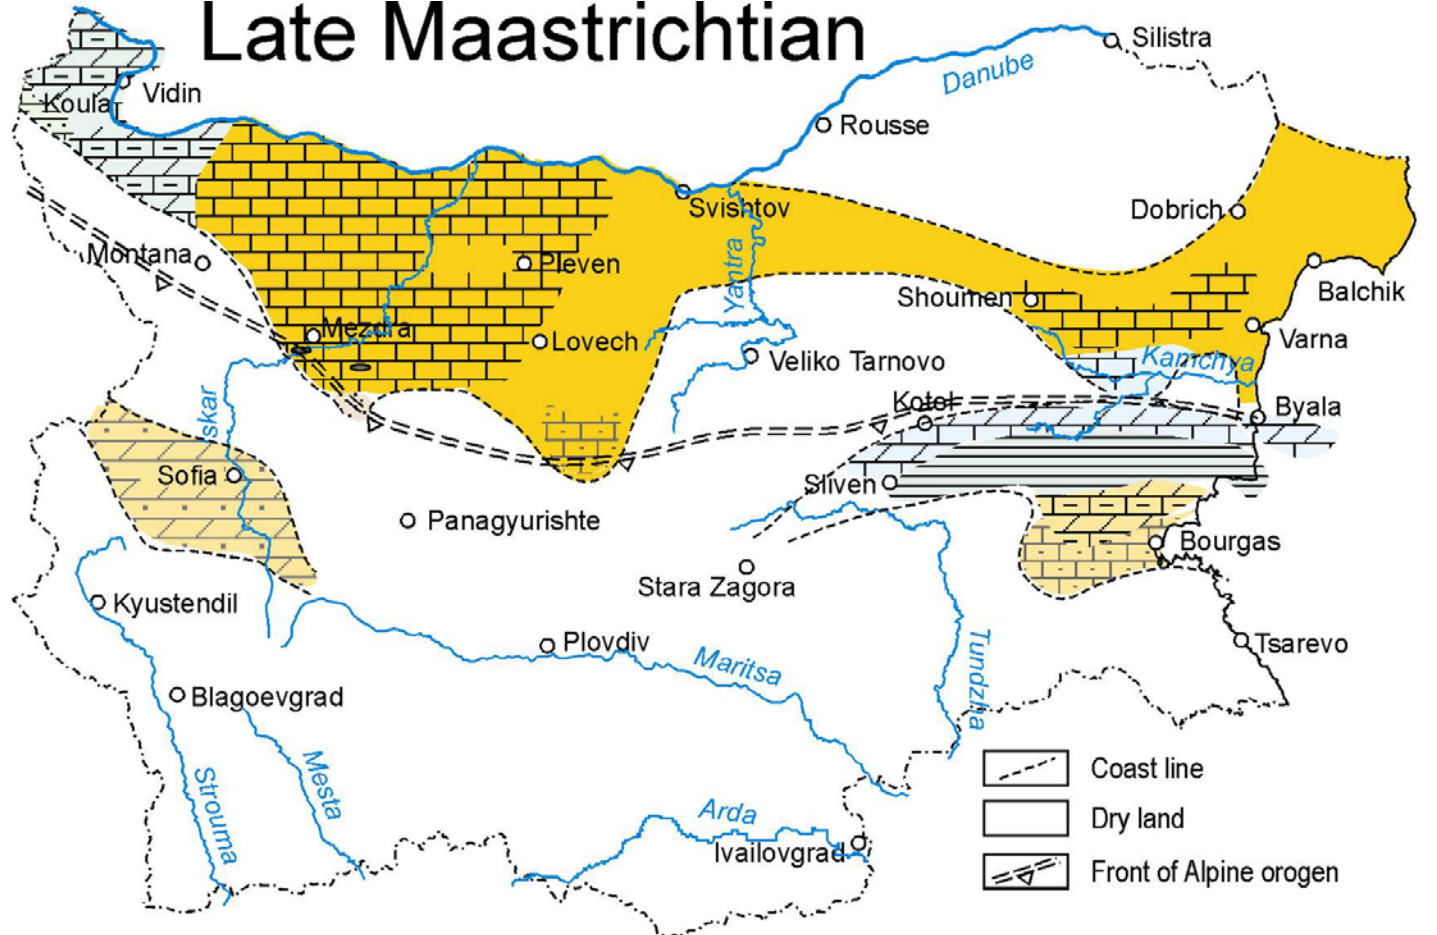 Late Maastrichtian
Silistra
Danube
Vidin
Koula
Rousse
Svishtov
Dobrich
Montana
Pleven
Yantra
Shoumen
Balchik
Mezdra
Lovech
Varna
Veliko Tarnovo
Kamchya
Iskar
Kotel
Byala
Sofia
Sliven
Panagyurishte
Bourgas
Stara Zagora
Kyustendil
Plovdiv
Maritsa
Tundzha
Tsarevo
Blagoevgrad
Mesta
Strouma
Arda
Ivailovgrad
Coast line
Dry land
Front of Alpine orogen